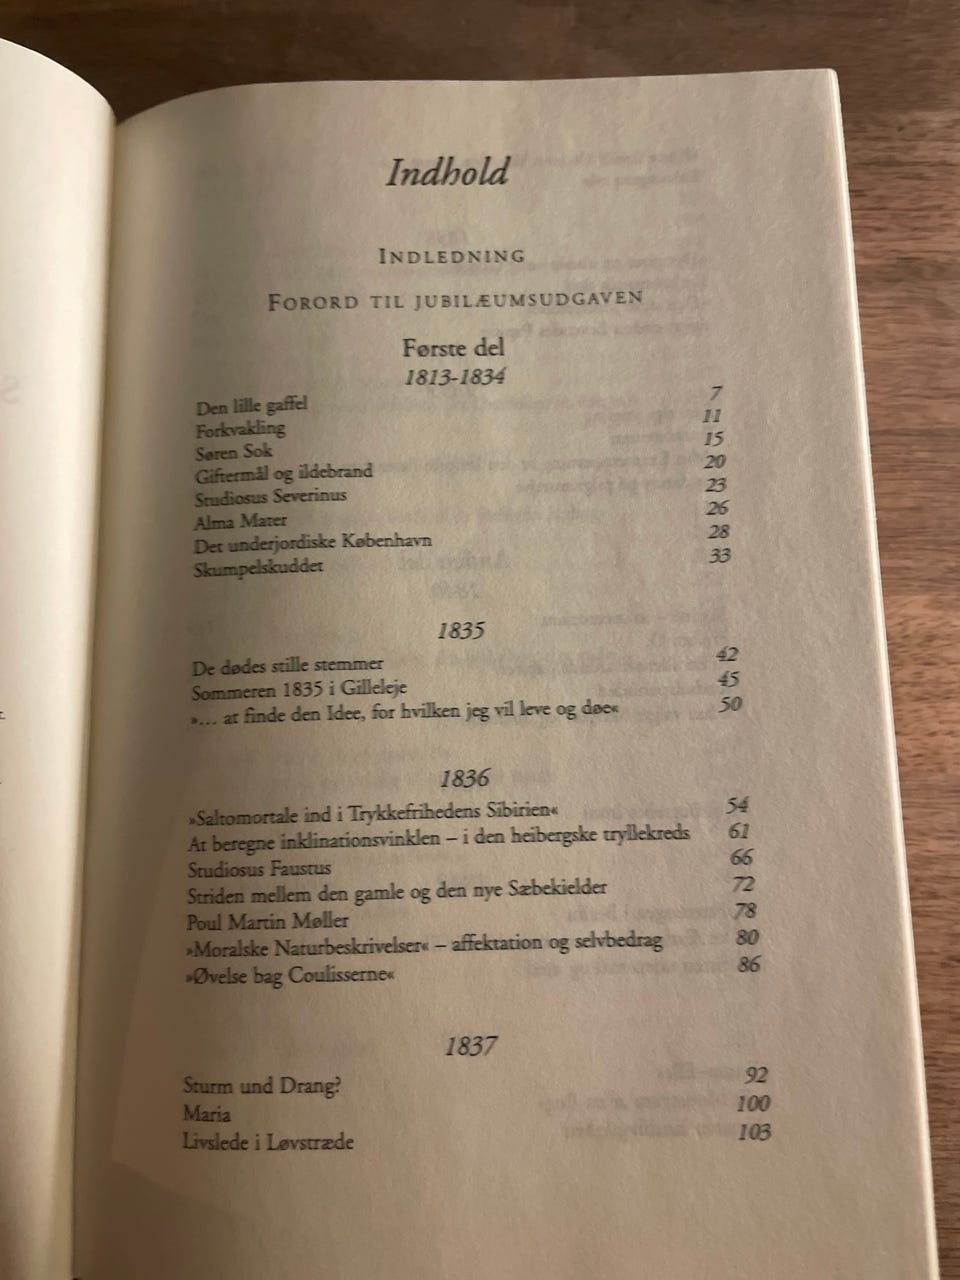 Indhold
INDLEDNING
FORORD TIL JUBILÆUMSUDGAVEN
Første del
1813-1834
Den lille gaffel 7
Forkvakling 11
Søren Sok 15
Giftermål og ildebrand 20
Studiosus Severinus 23
Alma Mater 26
Det underjordiske København 28
Skumpelskuddet 33
1835
De dødes stille stemmer 42
Sommeren 1835 i Gilleleje 45
»... at finde den Idee, for hvilken jeg vil leve og døe« 50
1836
»Saltomortale ind i Trykkefrihedens Sibirien« 54
At beregne inklinationsvinklen – i den heibergske tryllekreds 61
Studiosus Faustus 66
Striden mellem den gamle og den nye Sæbekielder 72
Poul Martin Møller 78
»Moralske Naturbeskrivelser« – affektation og selvbedrag 80
»Øvelse bag Coulisserne« 86
1837
Sturm und Drang? 92
Maria 100
Livslede i Løvstræde 103